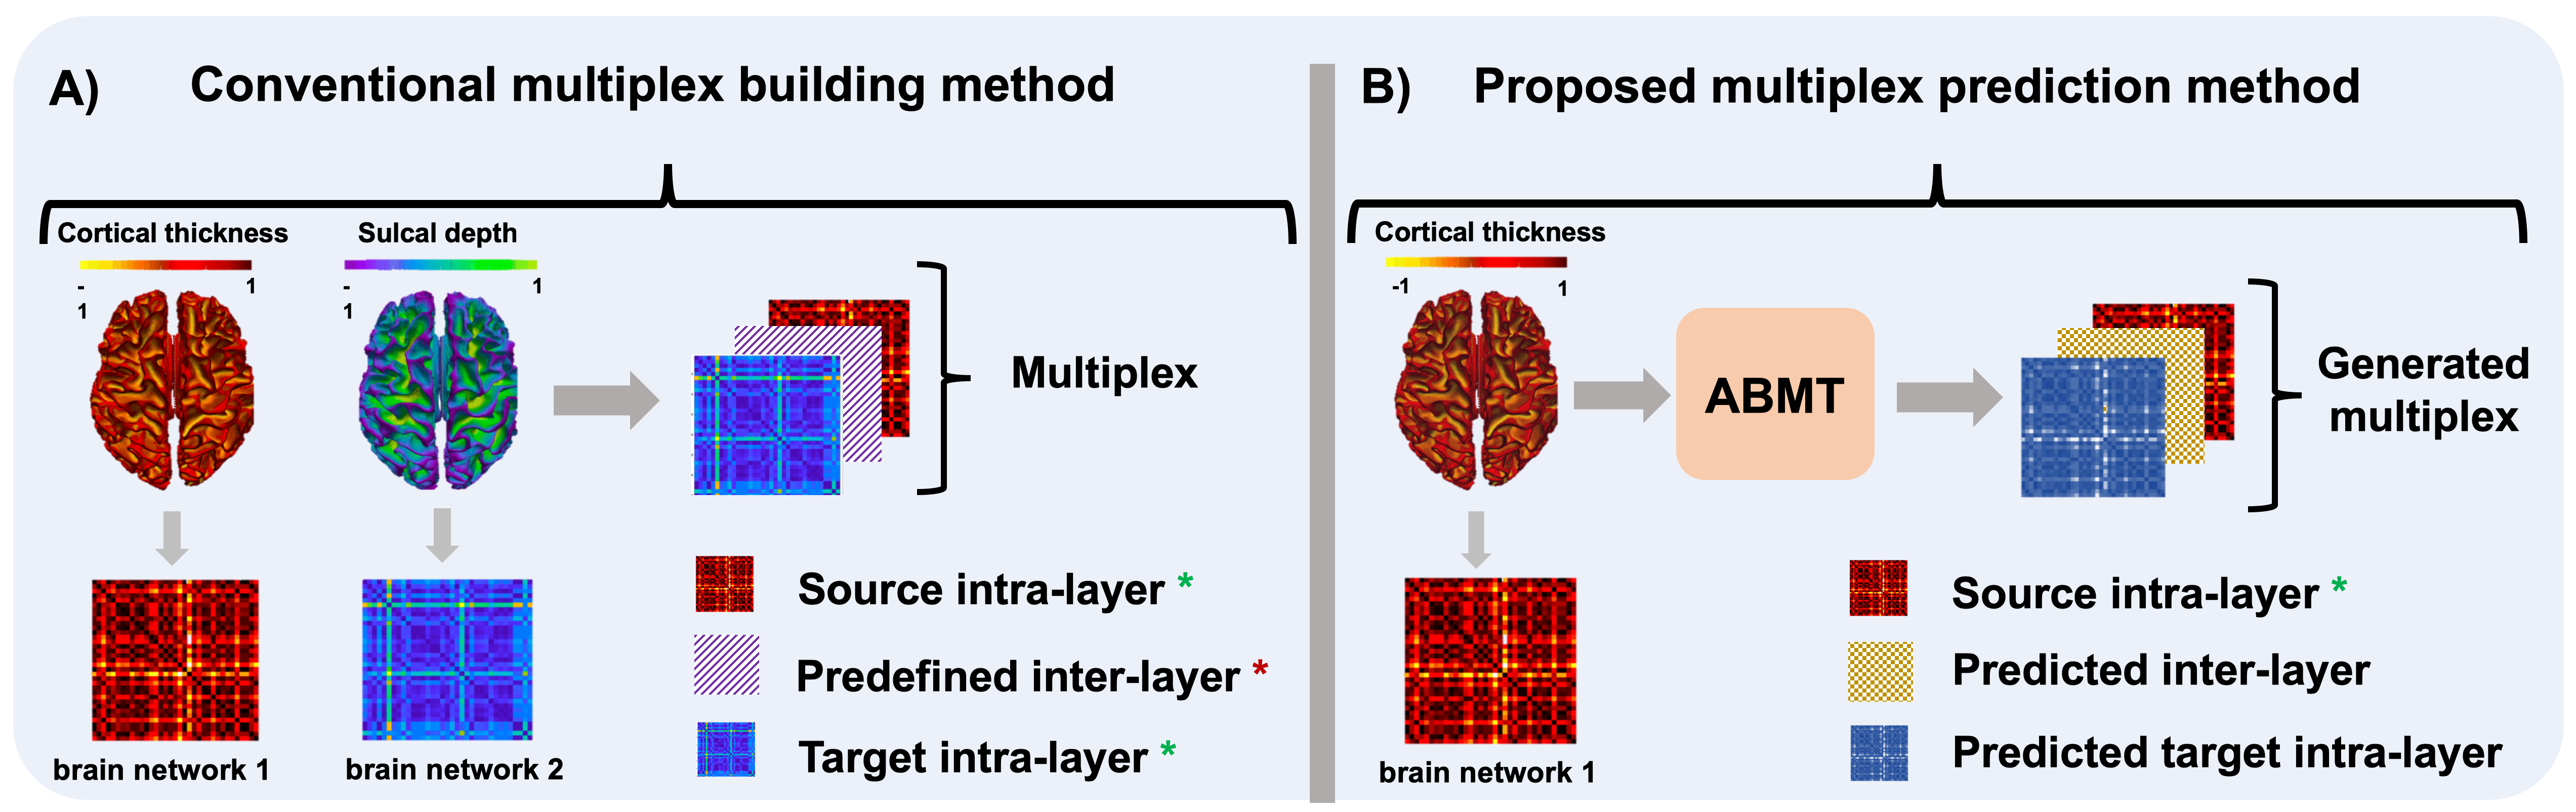 A) Conventional multiplex building method
Cortical thickness
Sulcal depth
-
1
1
-
1
1
Multiplex
Source intra-layer *
Predefined inter-layer *
Target intra-layer *
brain network 1
brain network 2
B) Proposed multiplex prediction method
Cortical thickness
-1
1
ABMT
Generated
multiplex
Source intra-layer *
Predicted inter-layer
Predicted target intra-layer
brain network 1